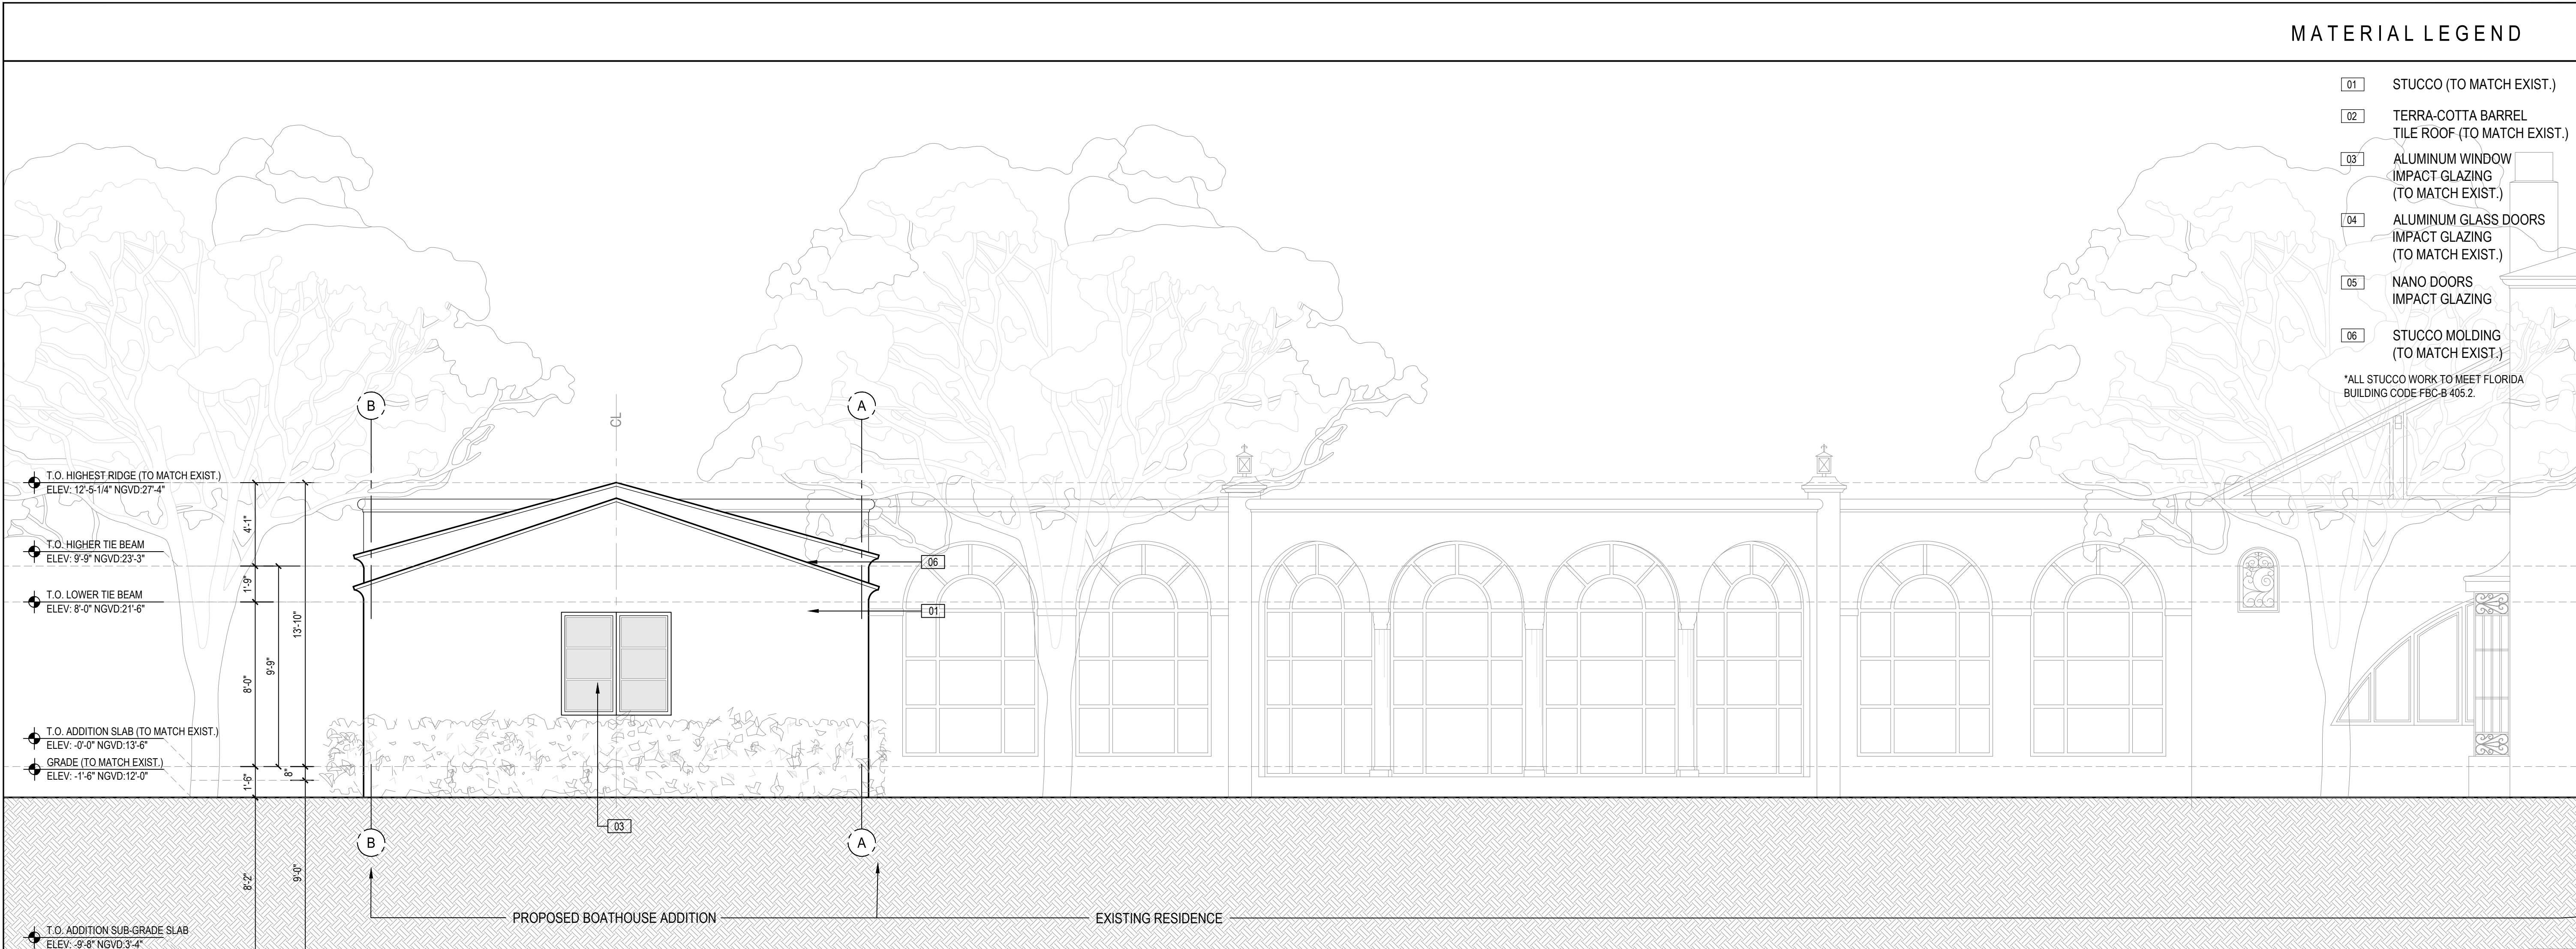 MATERIAL LEGEND
01 STUCCO (TO MATCH EXIST.)
02 TERRA-COTTA BARREL
TILE ROOF (TO MATCH EXIST.)
03 ALUMINUM WINDOW
IMPACT GLAZING
(TO MATCH EXIST.)
04 ALUMINUM GLASS DOORS
IMPACT GLAZING
(TO MATCH EXIST.)
05 NANO DOORS
IMPACT GLAZING
06 STUCCO MOLDING
(TO MATCH EXIST.)
*ALL STUCCO WORK TO MEET FLORIDA
BUILDING CODE FBC-B 405.2.
B
A
CL
T.O. HIGHEST RIDGE (TO MATCH EXIST.)
ELEV: 12'-5-1/4" NGVD:27'-4"
4'-1"
T.O. HIGHER TIE BEAM
ELEV: 9'-9" NGVD:23'-3"
06
1'-9"
T.O. LOWER TIE BEAM
ELEV: 8'-0" NGVD:21'-6"
01
13'-10"
9'-9"
8'-0"
T.O. ADDITION SLAB (TO MATCH EXIST.)
ELEV: -0'-0" NGVD:13'-6"
GRADE (TO MATCH EXIST.)
ELEV: -1'-6" NGVD:12'-0"
1'-6"
8"
03
B
A
8'-2"
9'-0"
PROPOSED BOATHOUSE ADDITION
EXISTING RESIDENCE
T.O. ADDITION SUB-GRADE SLAB
ELEV: -9'-8" NGVD:3'-4"